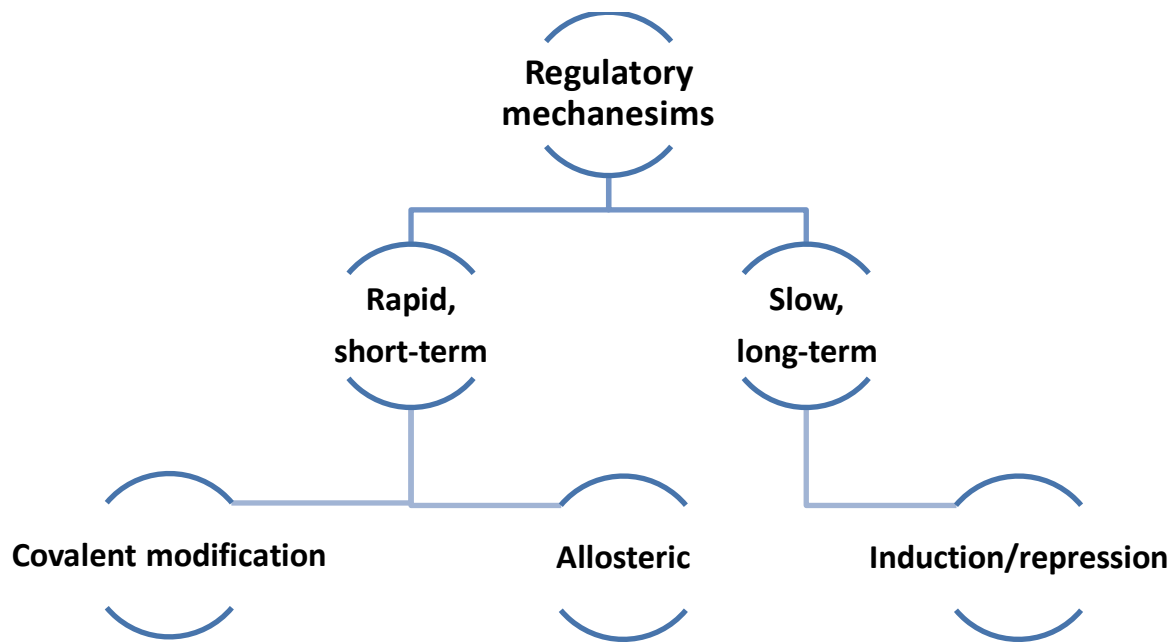 Regulatory
mechanesims
Rapid,
short-term
Slow,
long-term
Covalent modification
Allosteric
Induction/repression